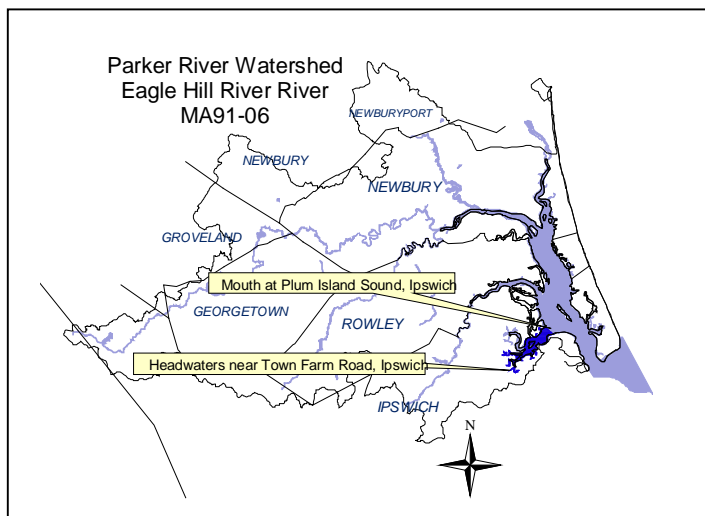 Parker River Watershed
Eagle Hill River River
MA91-06
NEWBURYPORT
NEWBURY
NEWBURY
GROVELAND
Mouth at Plum Island Sound, Ipswich
GEORGETOWN
ROWLEY
Headwaters near Town Farm Road, Ipswich
IPSWICH
N